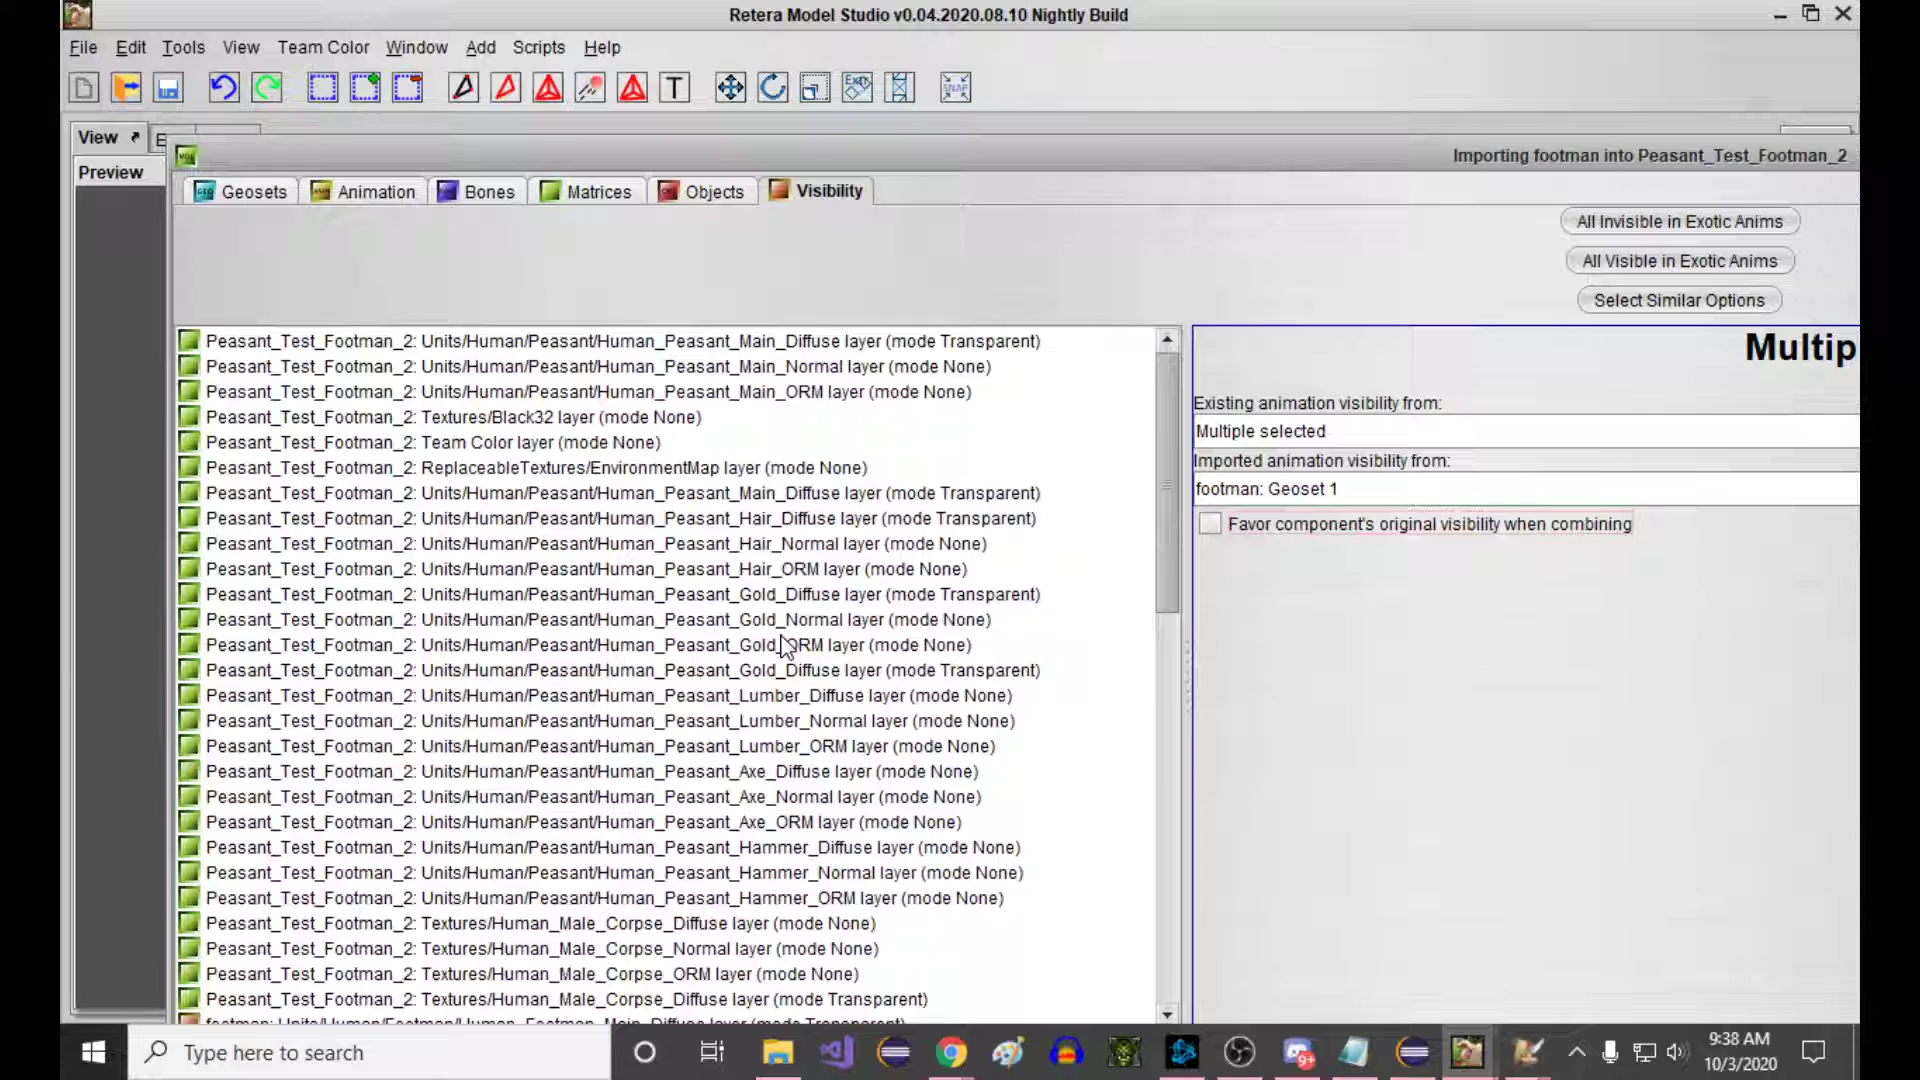 Retera Model Studio v0.04.2020.08.10 Nightly Build
File Edit Tools View Team Color Window Add Scripts Help
T EXTR SNAP
View E
Preview
Importing footman into Peasant_Test_Footman_2
Geosets Animation Bones Matrices Objects Visibility
All Invisible in Exotic Anims
All Visible in Exotic Anims
Select Similar Options
Peasant_Test_Footman_2: Units/Human/Peasant/Human_Peasant_Main_Diffuse layer (mode Transparent)
Peasant_Test_Footman_2: Units/Human/Peasant/Human_Peasant_Main_Normal layer (mode None)
Peasant_Test_Footman_2: Units/Human/Peasant/Human_Peasant_Main_ORM layer (mode None)
Peasant_Test_Footman_2: Textures/Black32 layer (mode None)
Peasant_Test_Footman_2: Team Color layer (mode None)
Peasant_Test_Footman_2: ReplaceableTextures/EnvironmentMap layer (mode None)
Peasant_Test_Footman_2: Units/Human/Peasant/Human_Peasant_Main_Diffuse layer (mode Transparent)
Peasant_Test_Footman_2: Units/Human/Peasant/Human_Peasant_Hair_Diffuse layer (mode Transparent)
Peasant_Test_Footman_2: Units/Human/Peasant/Human_Peasant_Hair_Normal layer (mode None)
Peasant_Test_Footman_2: Units/Human/Peasant/Human_Peasant_Hair_ORM layer (mode None)
Peasant_Test_Footman_2: Units/Human/Peasant/Human_Peasant_Gold_Diffuse layer (mode Transparent)
Peasant_Test_Footman_2: Units/Human/Peasant/Human_Peasant_Gold_Normal layer (mode None)
Peasant_Test_Footman_2: Units/Human/Peasant/Human_Peasant_Gold_ORM layer (mode None)
Peasant_Test_Footman_2: Units/Human/Peasant/Human_Peasant_Gold_Diffuse layer (mode Transparent)
Peasant_Test_Footman_2: Units/Human/Peasant/Human_Peasant_Lumber_Diffuse layer (mode None)
Peasant_Test_Footman_2: Units/Human/Peasant/Human_Peasant_Lumber_Normal layer (mode None)
Peasant_Test_Footman_2: Units/Human/Peasant/Human_Peasant_Lumber_ORM layer (mode None)
Peasant_Test_Footman_2: Units/Human/Peasant/Human_Peasant_Axe_Diffuse layer (mode None)
Peasant_Test_Footman_2: Units/Human/Peasant/Human_Peasant_Axe_Normal layer (mode None)
Peasant_Test_Footman_2: Units/Human/Peasant/Human_Peasant_Axe_ORM layer (mode None)
Peasant_Test_Footman_2: Units/Human/Peasant/Human_Peasant_Hammer_Diffuse layer (mode None)
Peasant_Test_Footman_2: Units/Human/Peasant/Human_Peasant_Hammer_Normal layer (mode None)
Peasant_Test_Footman_2: Units/Human/Peasant/Human_Peasant_Hammer_ORM layer (mode None)
Peasant_Test_Footman_2: Textures/Human_Male_Corpse_Diffuse layer (mode None)
Peasant_Test_Footman_2: Textures/Human_Male_Corpse_Normal layer (mode None)
Peasant_Test_Footman_2: Textures/Human_Male_Corpse_ORM layer (mode None)
Peasant_Test_Footman_2: Textures/Human_Male_Corpse_Diffuse layer (mode Transparent)
footman: Units/Human/Footman/Human_Footman_Main_Diffuse layer (mode Transparent)
Multip
Existing animation visibility from:
Multiple selected
Imported animation visibility from:
footman: Geoset 1
Favor component's original visibility when combining
Type here to search
9:38 AM
10/3/2020